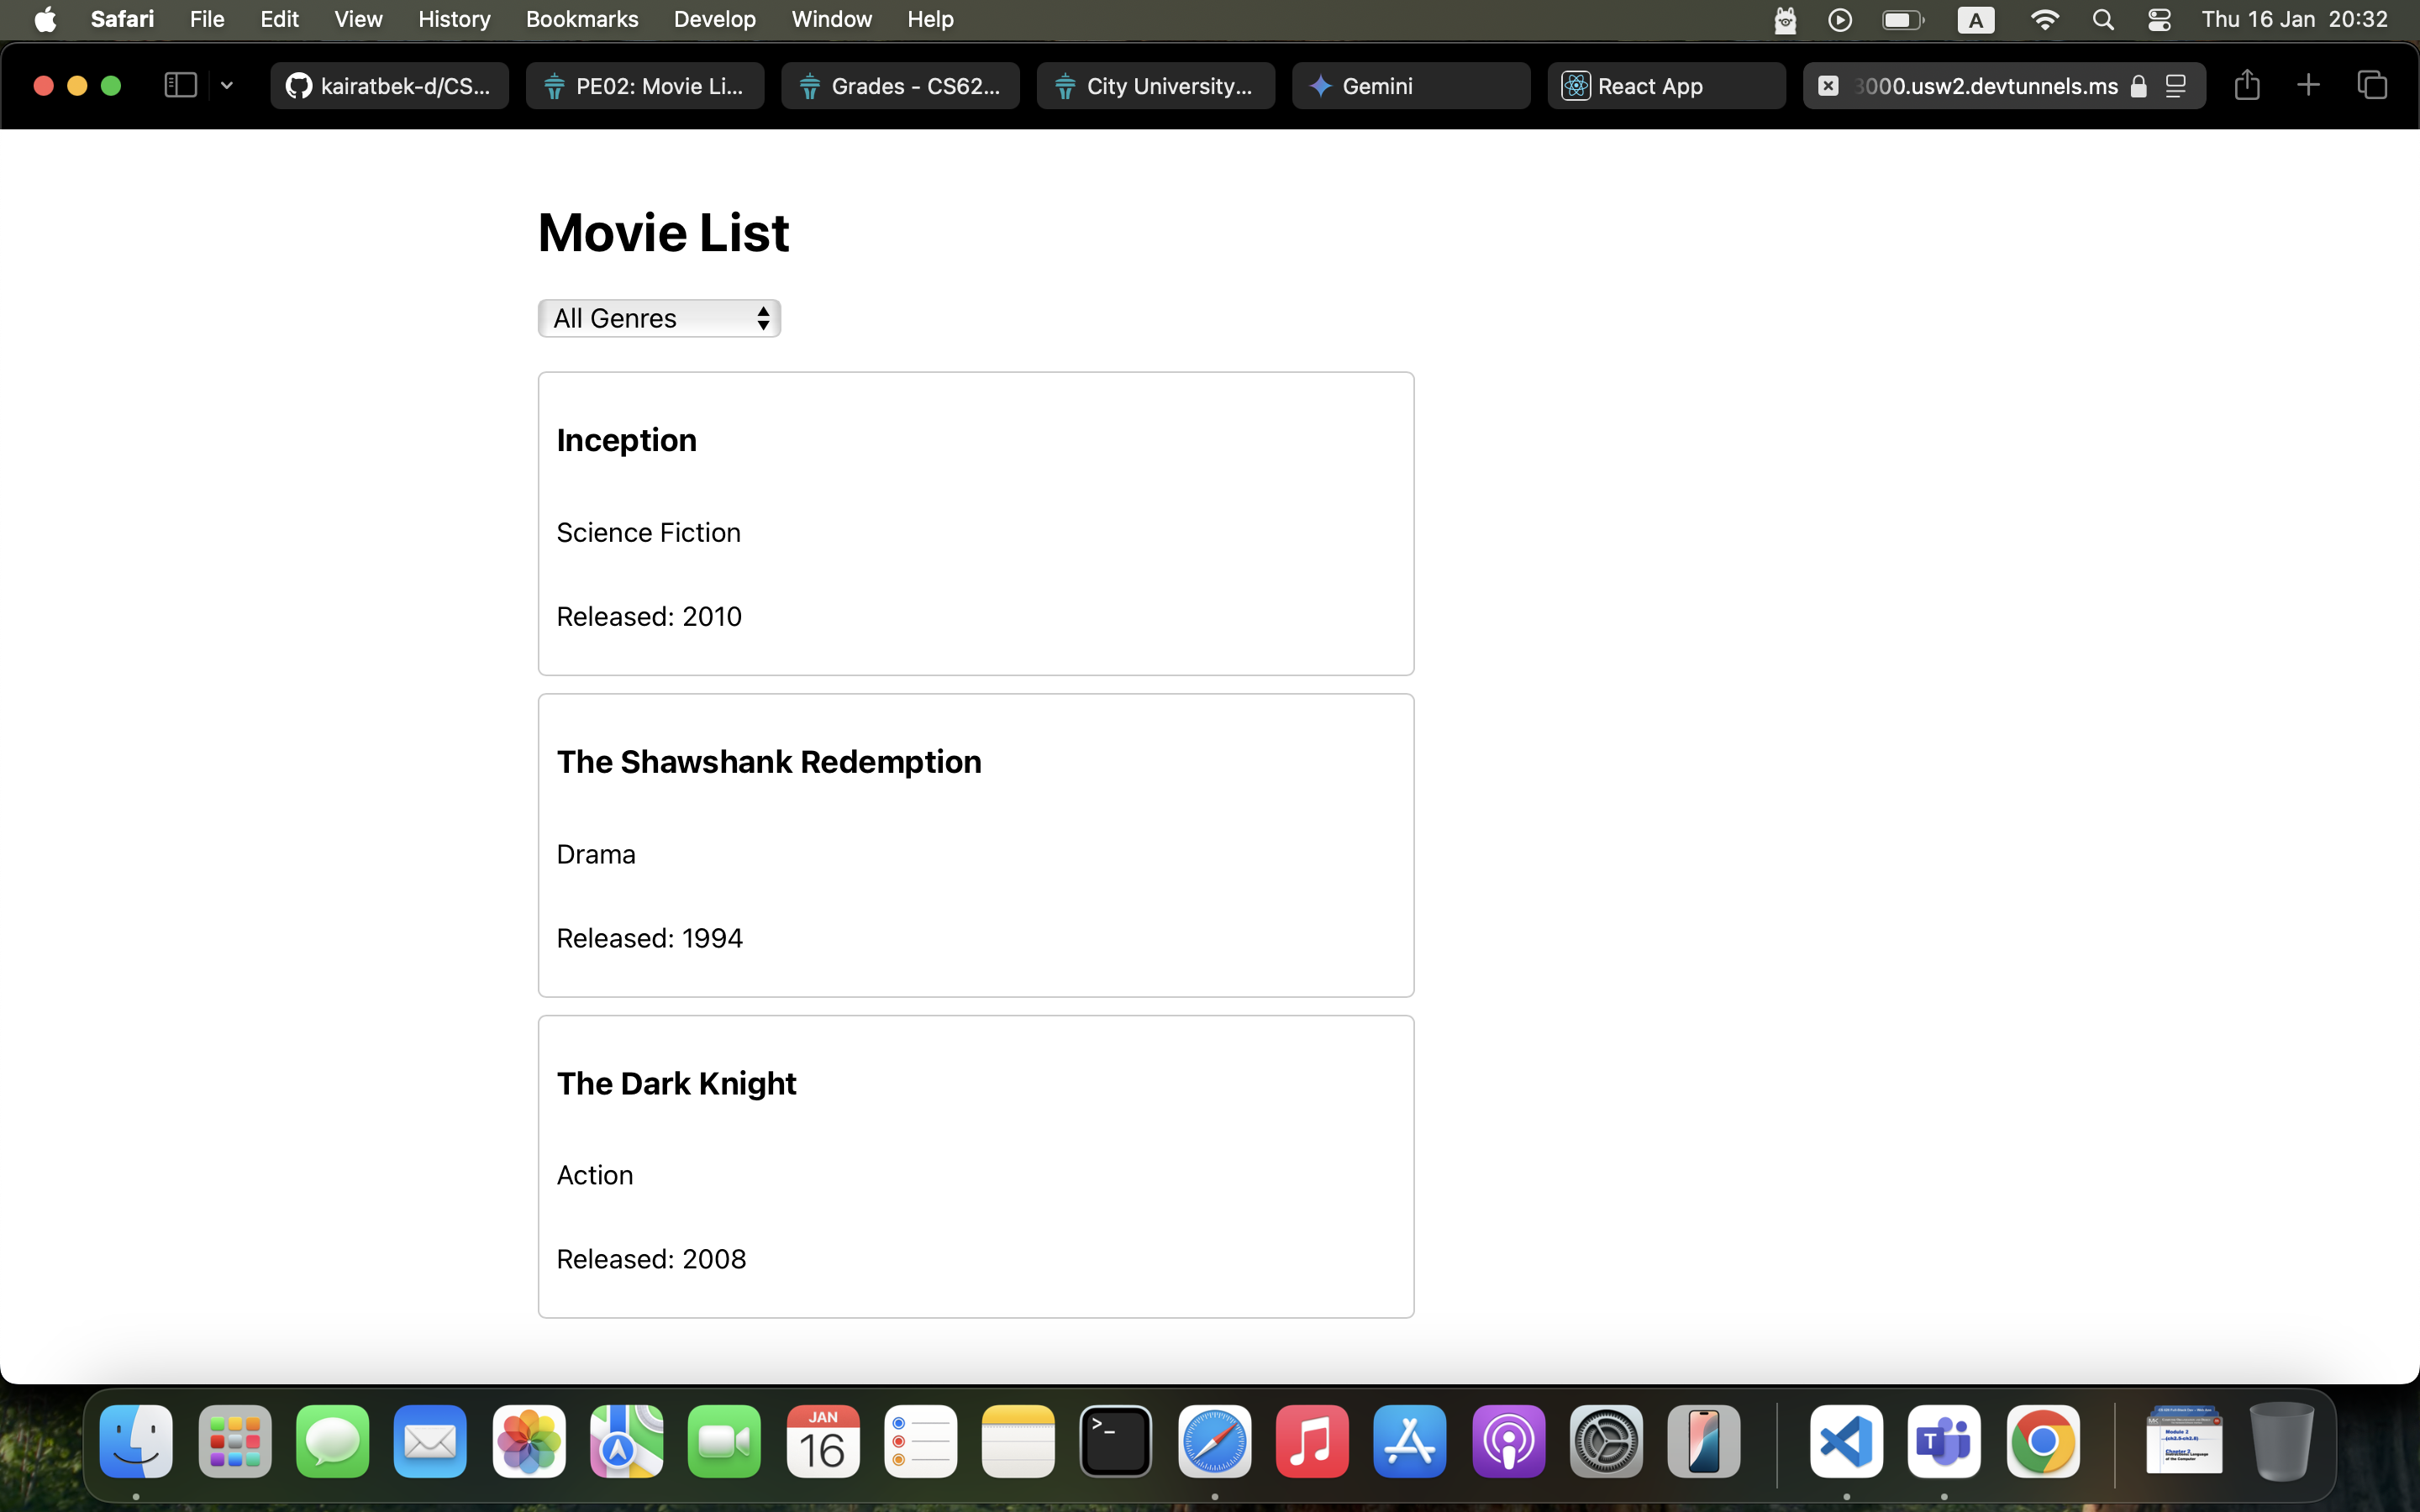 Safari File Edit View History Bookmarks Develop Window Help A Thu 16 Jan 20:32
kairatbek-d/CS... PE02: Movie Li... Grades - CS62... City University... Gemini React App 3000.usw2.devtunnels.ms
Movie List
All Genres
Inception
Science Fiction
Released: 2010
The Shawshank Redemption
Drama
Released: 1994
The Dark Knight
Action
Released: 2008
JAN
16
>_
T
Module 2